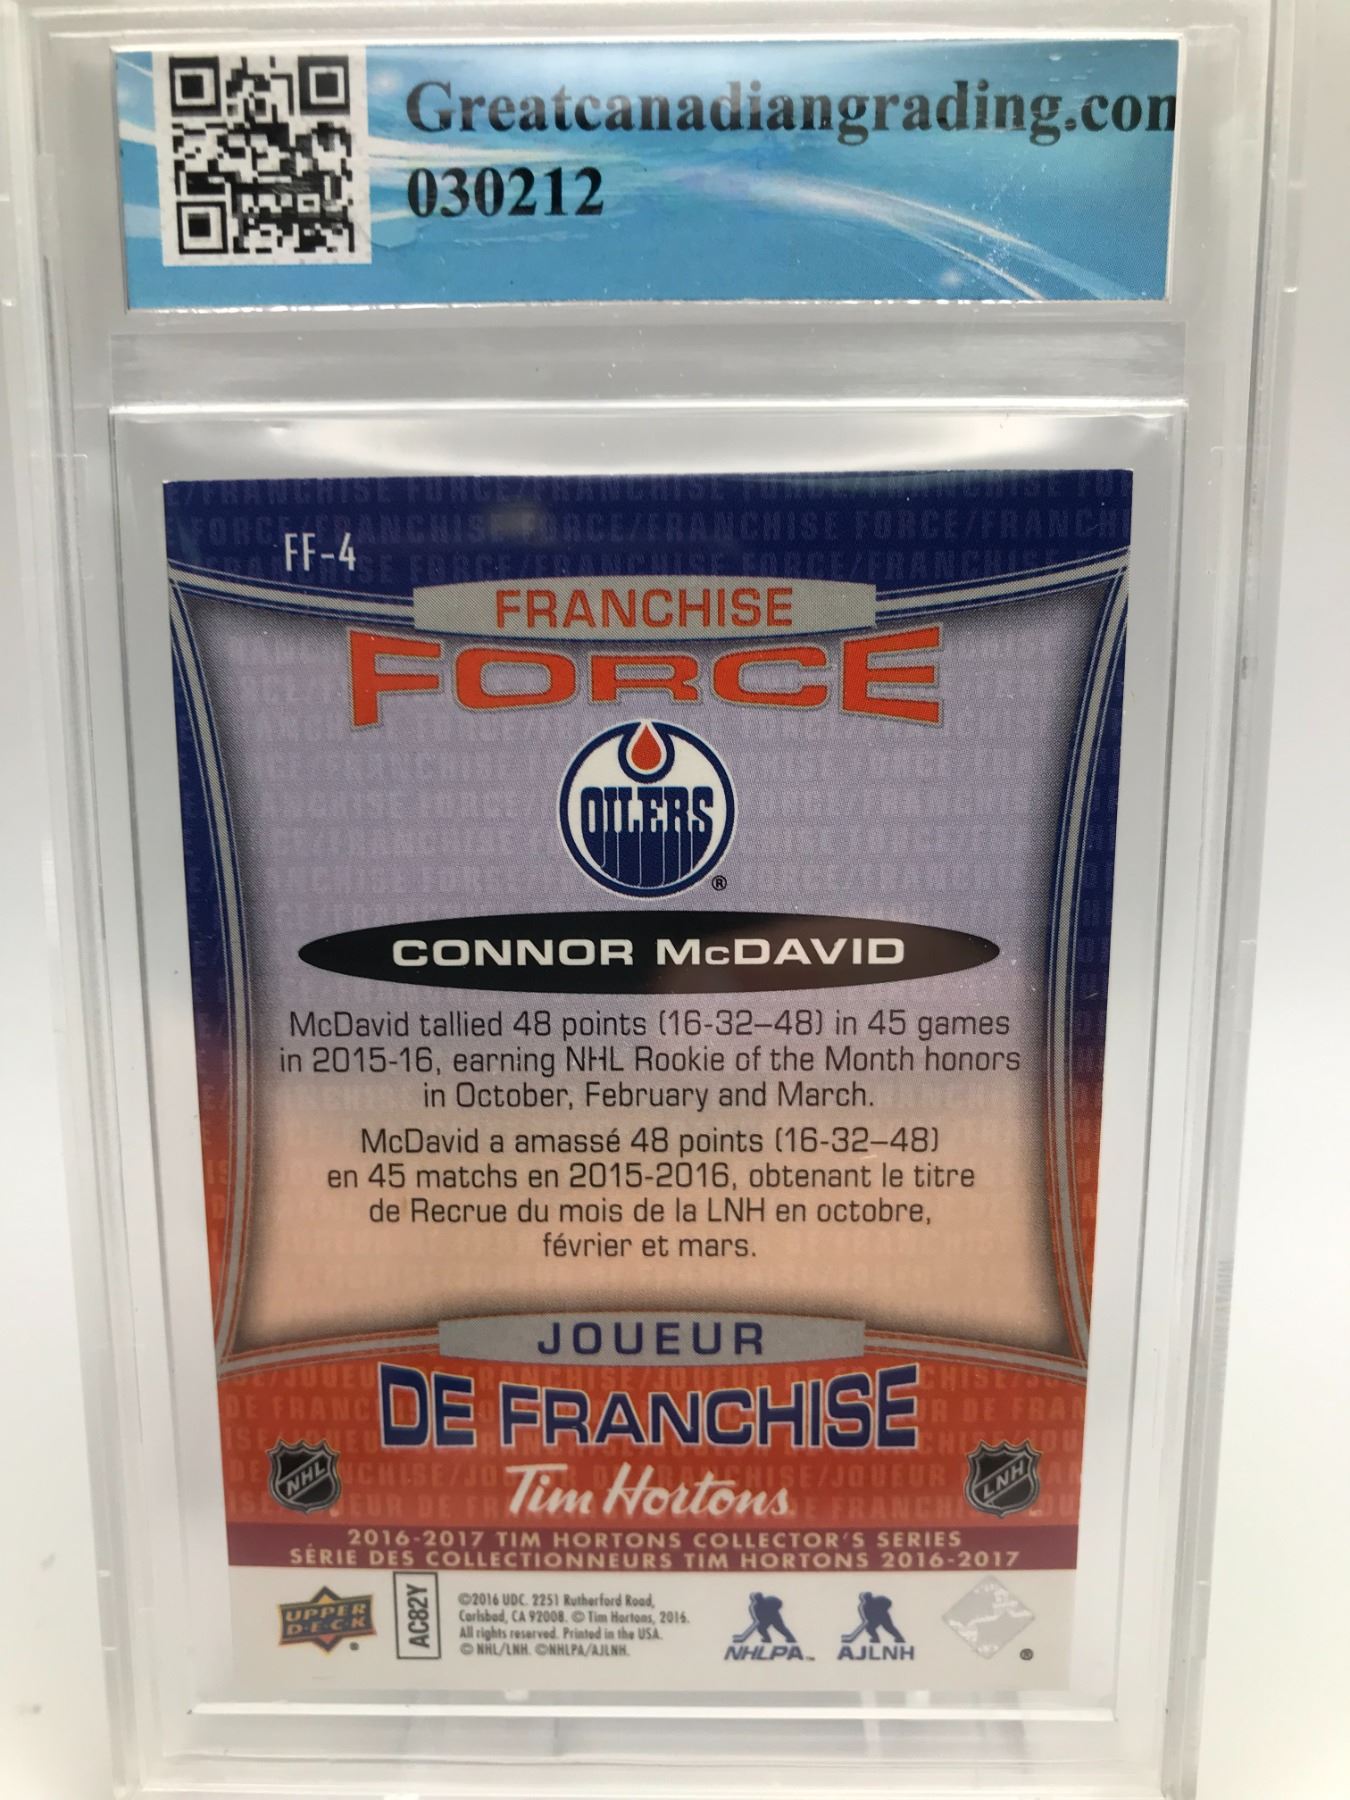 Greatcanadiangrading.com
030212
FF-4
FRANCHISE
FORCE
OILERS
®
CONNOR McDAVID
McDavid tallied 48 points (16-32–48) in 45 games
in 2015-16, earning NHL Rookie of the Month honors
in October, February and March.
McDavid a amassé 48 points (16-32–48)
en 45 matchs en 2015-2016, obtenant le titre
de Recrue du mois de la LNH en octobre,
février et mars.
JOUEUR
DE FRANCHISE
NHL
Tim Hortons
LNH
2016-2017 TIM HORTONS COLLECTOR'S SERIES
SÉRIE DES COLLECTIONNEURS TIM HORTONS 2016-2017
UPPER
D·E·C·K
AC82Y
©2016 UDC. 2251 Rutherford Road,
Carlsbad, CA 92008. © Tim Hortons, 2016.
All rights reserved. Printed in the USA.
© NHL/LNH. ©NHLPA/AJLNH.
NHLPA™
AJLNH
®